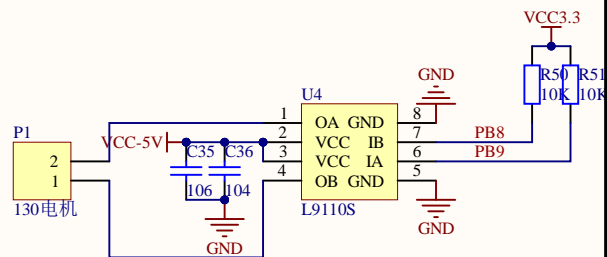 VCC3.3
GND
R50
R51
10K
10K
U4
1
OA
GND
8
P1
2
VCC
IB
7
PB8
VCC-5V
C35
C36
3
VCC
IA
6
PB9
2
1
4
OB
GND
5
106
104
130电机
L9110S
GND
GND